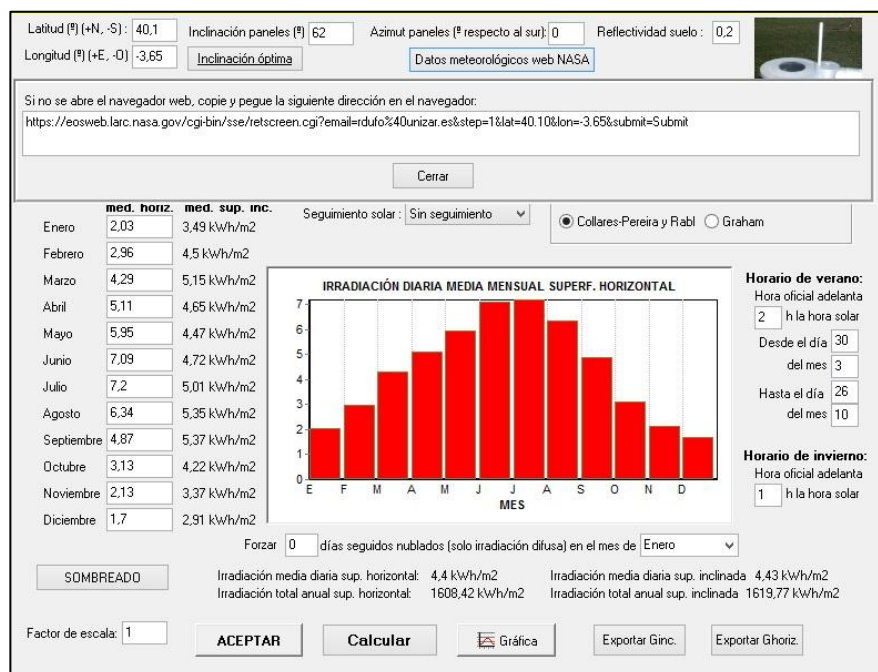 Latitud (º) (+N, -S) : 40,1 Inclinación paneles (º) 62 Azimut paneles (º respecto al sur): 0 Reflectividad suelo : 0,2
Longitud (º) (+E, -O) -3,65 Inclinación óptima Datos meteorológicos web NASA
Si no se abre el navegador web, copie y pegue la siguiente dirección en el navegador:
https://eosweb.larc.nasa.gov/cgi-bin/sse/retscreen.cgi?email=rdufo%40unizar.es&step=1&lat=40.10&lon=-3.65&submit=Submit
Cerrar
med. horiz. med. sup. inc. Seguimiento solar : Sin seguimiento Collares-Pereira y Rabl Graham
Enero 2,03 3,49 kWh/m2
Febrero 2,96 4,5 kWh/m2
Marzo 4,29 5,15 kWh/m2
Abril 5,11 4,65 kWh/m2
Mayo 5,95 4,47 kWh/m2
Junio 7,09 4,72 kWh/m2
Julio 7,2 5,01 kWh/m2
Agosto 6,34 5,35 kWh/m2
Septiembre 4,87 5,37 kWh/m2
Octubre 3,13 4,22 kWh/m2
Noviembre 2,13 3,37 kWh/m2
Diciembre 1,7 2,91 kWh/m2
IRRADIACIÓN DIARIA MEDIA MENSUAL SUPERF. HORIZONTAL
7
6
5
4
3
2
1
0
E F M A M J J A S O N D
MES
Horario de verano:
Hora oficial adelanta
2 h la hora solar
Desde el día 30
del mes 3
Hasta el día 26
del mes 10
Horario de invierno:
Hora oficial adelanta
1 h la hora solar
Forzar 0 días seguidos nublados (solo irradiación difusa) en el mes de Enero
SOMBREADO
Irradiación media diaria sup. horizontal: 4,4 kWh/m2 Irradiación media diaria sup. inclinada 4,43 kWh/m2
Irradiación total anual sup. horizontal: 1608,42 kWh/m2 Irradiación total anual sup. inclinada 1619,77 kWh/m2
Factor de escala: 1 ACEPTAR Calcular Gráfica Exportar Ginc. Exportar Ghoriz.